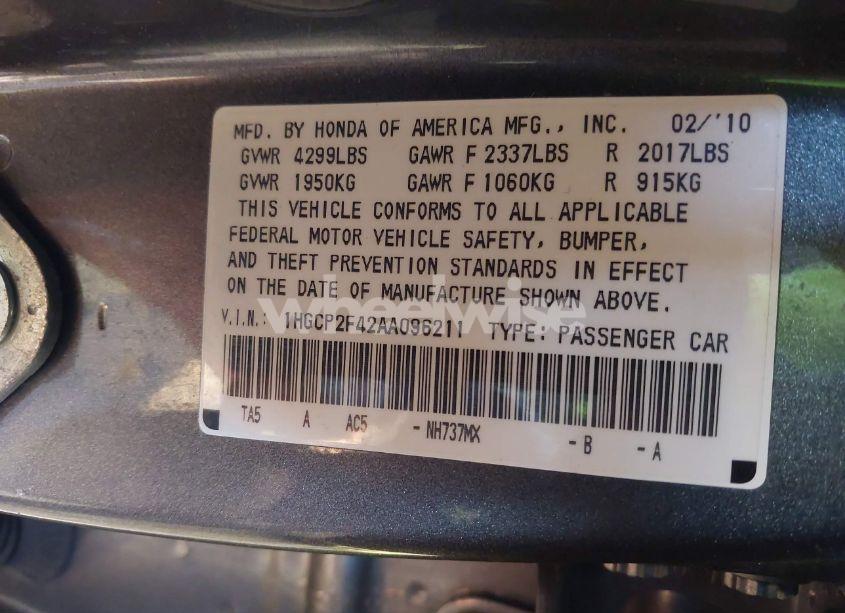 MFD. BY HONDA OF AMERICA MFG., INC. 02/'10
GVWR 4299LBS GAWR F 2337LBS R 2017LBS
GVWR 1950KG GAWR F 1060KG R 915KG
THIS VEHICLE CONFORMS TO ALL APPLICABLE
FEDERAL MOTOR VEHICLE SAFETY, BUMPER,
AND THEFT PREVENTION STANDARDS IN EFFECT
ON THE DATE OF MANUFACTURE SHOWN ABOVE.
wheelwise
V.I.N.: 1HGCP2F42AA096211 TYPE: PASSENGER CAR
TA5 A AC5 - NH737MX - B - A